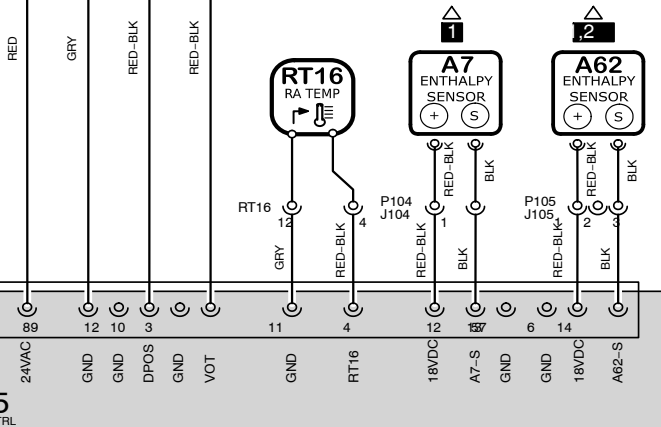 RED
GRY
RED-BLK
RED-BLK
1
,2
RT16
RA TEMP
A7
ENTHALPY
SENSOR
+
S
A62
ENTHALPY
SENSOR
+
S
RED-BLK
BLK
RED-BLK
BLK
RT16
12
4
P104
J104
1
P105
J105
1
2
3
GRY
RED-BLK
RED-BLK
BLK
RED-BLK
BLK
89
12
10
3
11
4
12
6
14
24VAC
GND
GND
DPOS
GND
VOT
GND
RT16
18VDC
A7-S
GND
GND
18VDC
A62-S
5
TRL